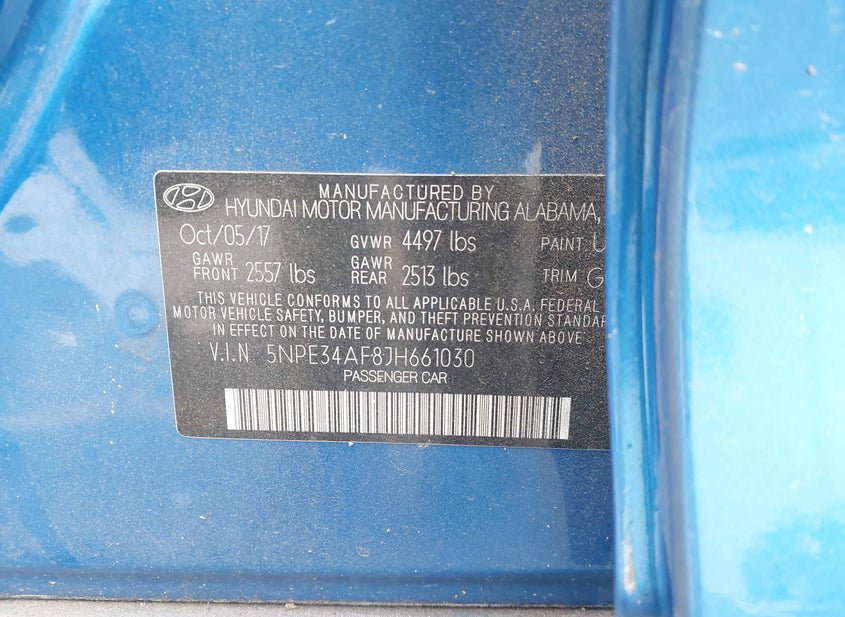 MANUFACTURED BY
HYUNDAI MOTOR MANUFACTURING ALABAMA,
Oct/05/17 GVWR 4497 lbs PAINT U
GAWR FRONT 2557 lbs GAWR REAR 2513 lbs TRIM G
THIS VEHICLE CONFORMS TO ALL APPLICABLE U.S.A. FEDERAL
MOTOR VEHICLE SAFETY, BUMPER, AND THEFT PREVENTION STANDA
IN EFFECT ON THE DATE OF MANUFACTURE SHOWN ABOVE
V.I.N 5NPE34AF8JH661030
PASSENGER CAR